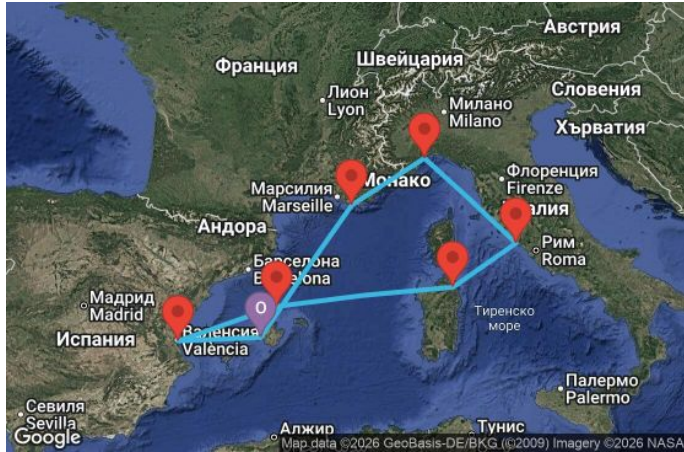 Австрия
Швейцария
Франция
Словения
Лион
Lyon
Милано
Milano
Хърватия
Монако
Флоренция
Firenze
Марсилия
Marseille
алия
Андора
Рим
Roma
Барселона
Barcelona
О
Мадрид
Madrid
Тиренско
море
Валенсия
València
Испания
Палермо
Palermo
Севиля
Sevilla
Алжир
Тунис
Google
Map data ©2026 GeoBasis-DE/BKG (©2009) Imagery ©2026 NASA